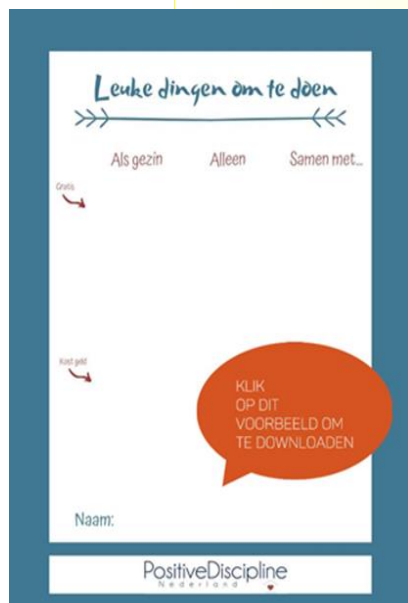 Leuke dingen om te doen
Als gezin Alleen Samen met...
Gratis
Kost geld
KLIK
OP DIT
VOORBEELD OM
TE DOWNLOADEN
Naam:
PositiveDiscipline
Nederland